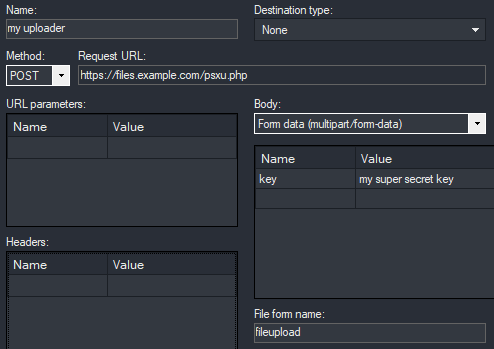 Name:
my uploader
Destination type:
None
Method:
POST
Request URL:
https://files.example.com/psxu.php
URL parameters:
Name Value
Body:
Form data (multipart/form-data)
Name Value
key my super secret key
Headers:
Name Value
File form name:
fileupload